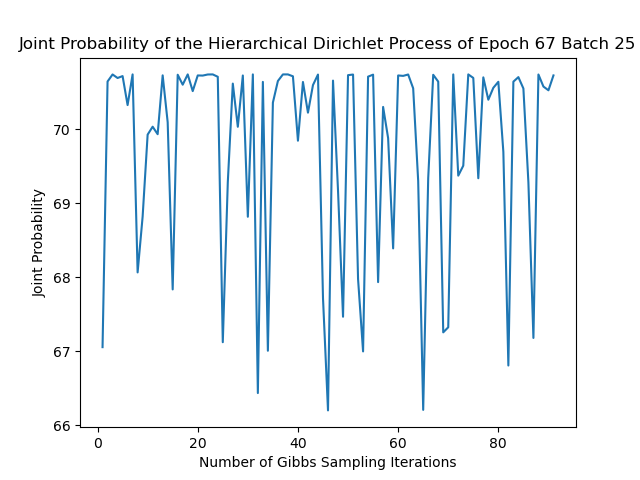 Joint Probability of the Hierarchical Dirichlet Process of Epoch 67 Batch 25
70
69
68
67
66
Joint Probability
0 20 40 60 80
Number of Gibbs Sampling Iterations